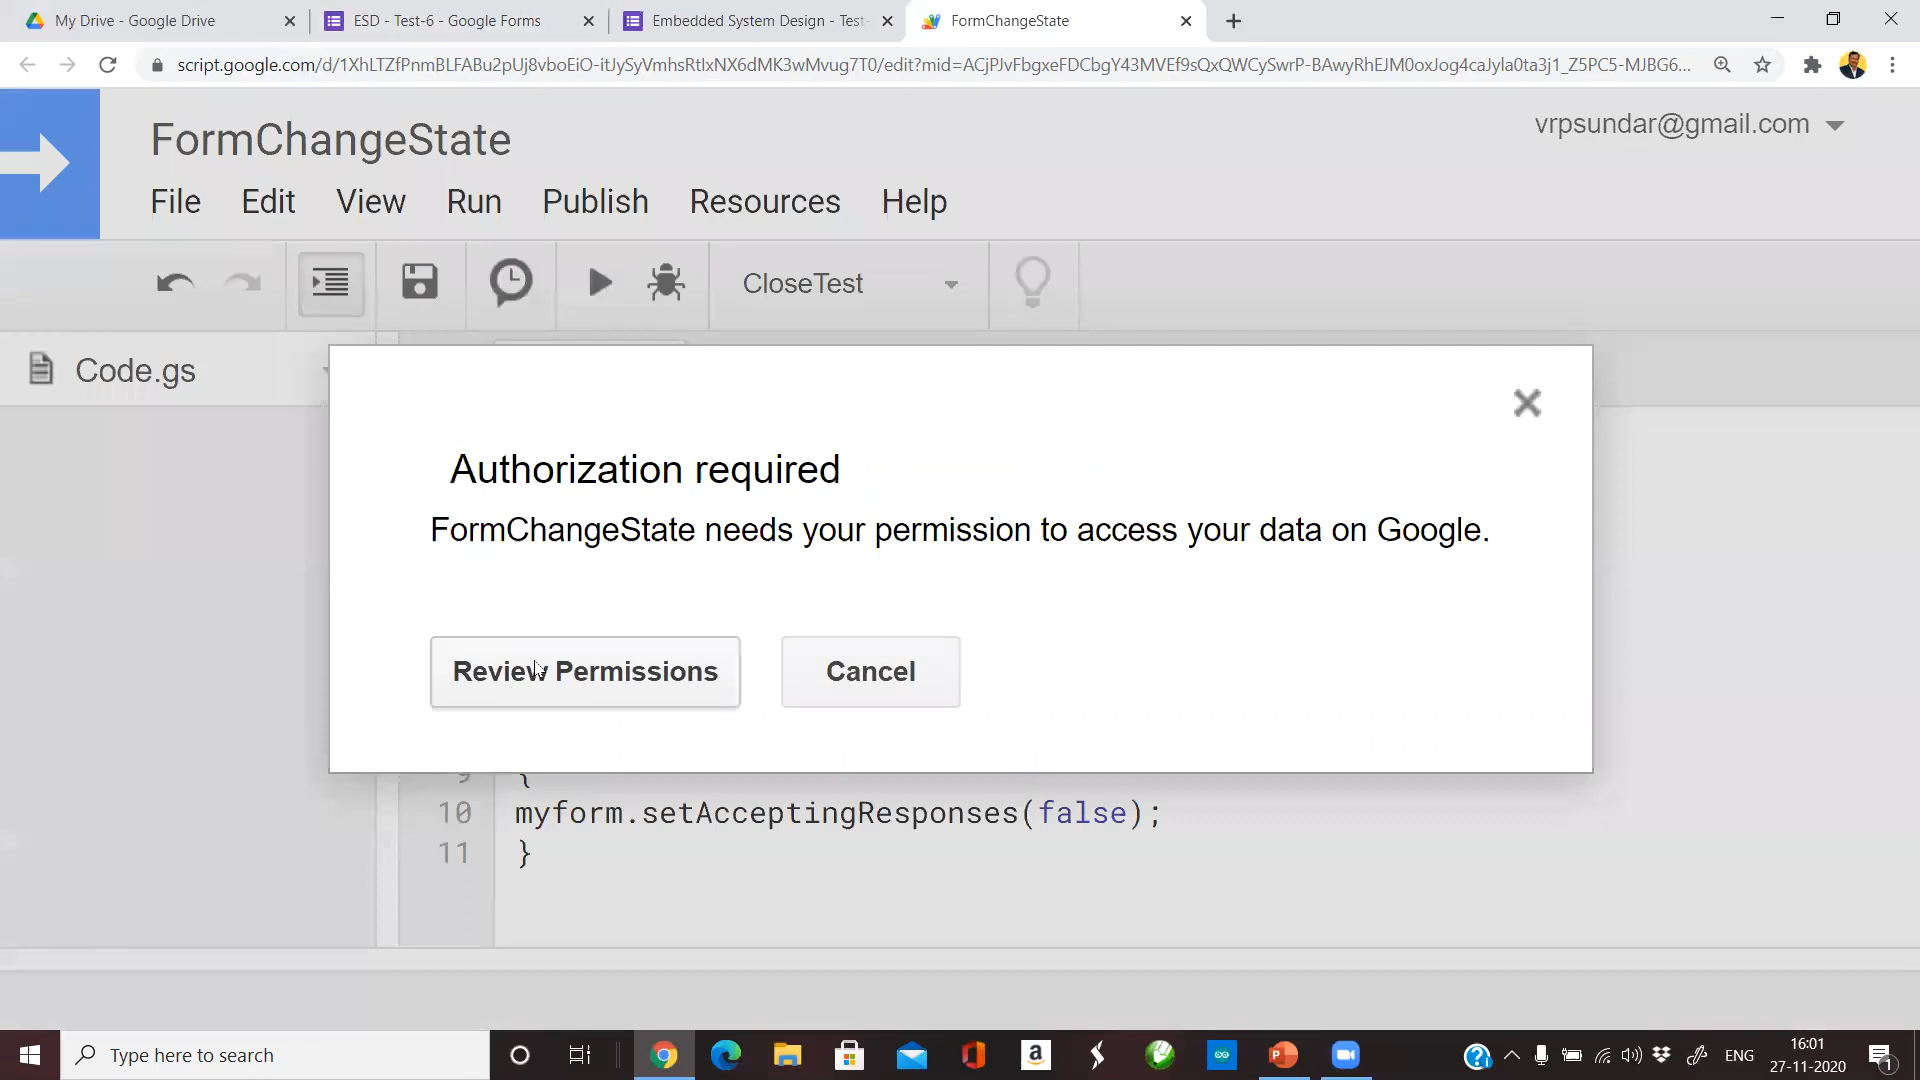 My Drive - Google Drive
ESD - Test-6 - Google Forms
Embedded System Design - Test-
FormChangeState
script.google.com/d/1XhLTZfPnmBLFABu2pUj8vboEiO-itJySyVmhsRtIxNX6dMK3wMvug7T0/edit?mid=ACjPJvFbgxeFDCbgY43MVEf9sQxQWCySwrP-BAwyRhEJM0oxJog4caJyla0ta3j1_Z5PC5-MJBG6...
FormChangeState
vrpsundar@gmail.com
File Edit View Run Publish Resources Help
CloseTest
Code.gs
Authorization required
FormChangeState needs your permission to access your data on Google.
Review Permissions
Cancel
9 {
10 myform.setAcceptingResponses(false);
11 }
Type here to search
ENG
16:01
27-11-2020
1